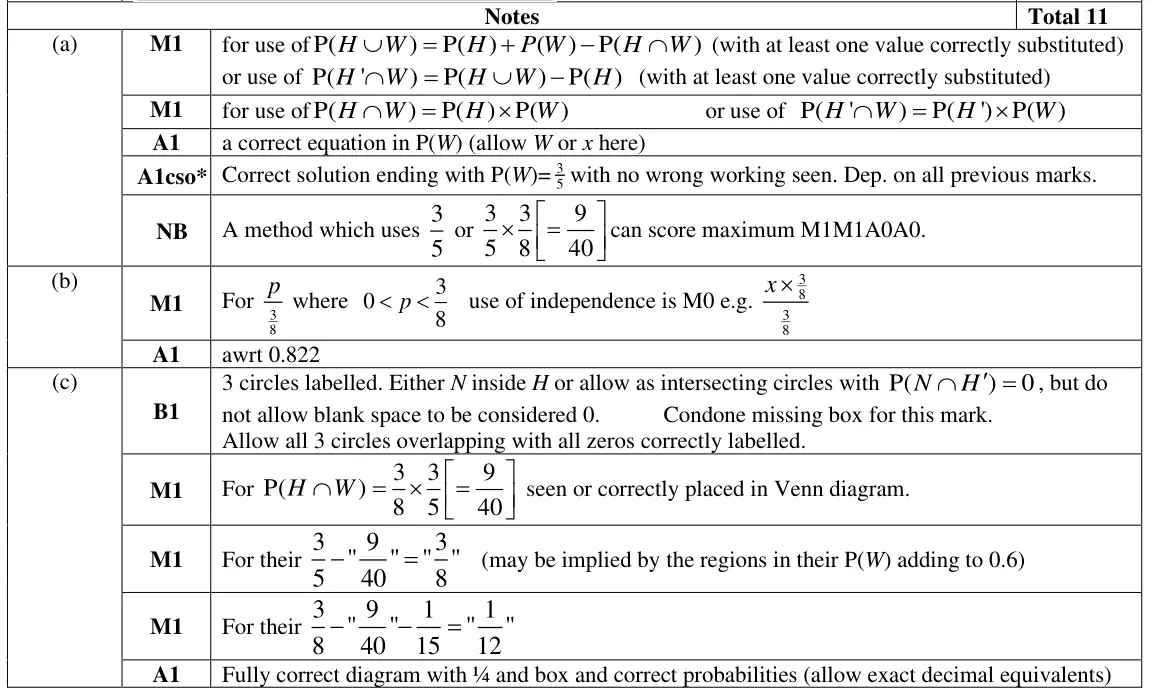 Notes Total 11
(a) M1 for use of P(H ∪ W) = P(H) + P(W) − P(H ∩ W) (with at least one value correctly substituted)
or use of P(H '∩ W) = P(H ∪ W) − P(H) (with at least one value correctly substituted)
M1 for use of P(H ∩ W) = P(H) × P(W) or use of P(H '∩ W) = P(H ') × P(W)
A1 a correct equation in P(W) (allow W or x here)
A1cso* Correct solution ending with P(W)= 3/5 with no wrong working seen. Dep. on all previous marks.
NB A method which uses 3/5 or 3/5 × 3/8 [= 9/40] can score maximum M1M1A0A0.
(b) M1 For p/(3/8) where 0 < p < 3/8 use of independence is M0 e.g. (x × 3/8)/(3/8)
A1 awrt 0.822
(c) B1 3 circles labelled. Either N inside H or allow as intersecting circles with P(N ∩ H′) = 0 , but do
not allow blank space to be considered 0. Condone missing box for this mark.
Allow all 3 circles overlapping with all zeros correctly labelled.
M1 For P(H ∩ W) = 3/8 × 3/5 [= 9/40] seen or correctly placed in Venn diagram.
M1 For their 3/5 − "9/40" = "3/8" (may be implied by the regions in their P(W) adding to 0.6)
M1 For their 3/8 − "9/40" − 1/15 = "1/12"
A1 Fully correct diagram with ¼ and box and correct probabilities (allow exact decimal equivalents)